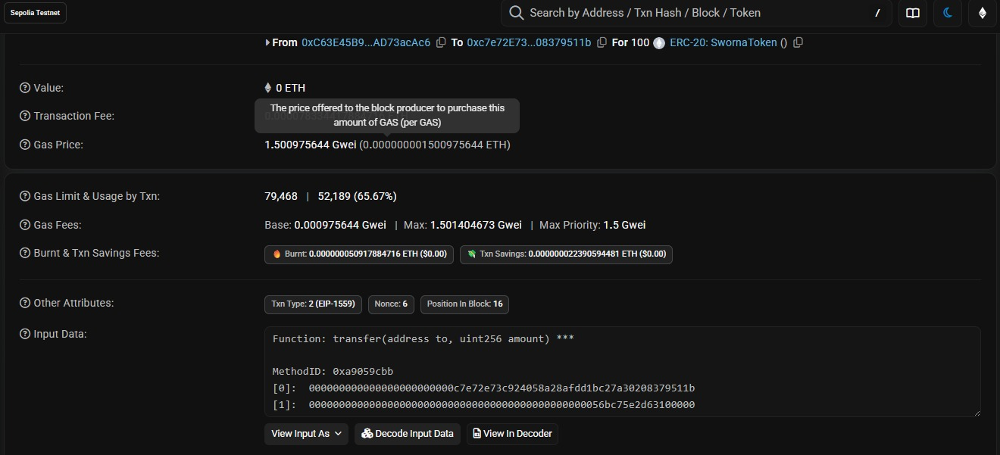 Sepolia Testnet
Search by Address / Txn Hash / Block / Token /
From 0xC63E45B9...AD73acAc6 To 0xc7e72E73...08379511b For 100 ERC-20: SwornaToken ()
Value: 0 ETH
The price offered to the block producer to purchase this
amount of GAS (per GAS)
Transaction Fee:
Gas Price: 1.500975644 Gwei (0.000000001500975644 ETH)
Gas Limit & Usage by Txn: 79,468 | 52,189 (65.67%)
Gas Fees: Base: 0.000975644 Gwei | Max: 1.501404673 Gwei | Max Priority: 1.5 Gwei
Burnt & Txn Savings Fees: Burnt: 0.000000050917884716 ETH ($0.00) Txn Savings: 0.000000022390594481 ETH ($0.00)
Other Attributes: Txn Type: 2 (EIP-1559) Nonce: 6 Position In Block: 16
Input Data:
Function: transfer(address to, uint256 amount) ***
MethodID: 0xa9059cbb
[0]: 000000000000000000000000c7e72e73c924058a28afdd1bc27a30208379511b
[1]: 0000000000000000000000000000000000000000000000056bc75e2d63100000
View Input As Decode Input Data View In Decoder